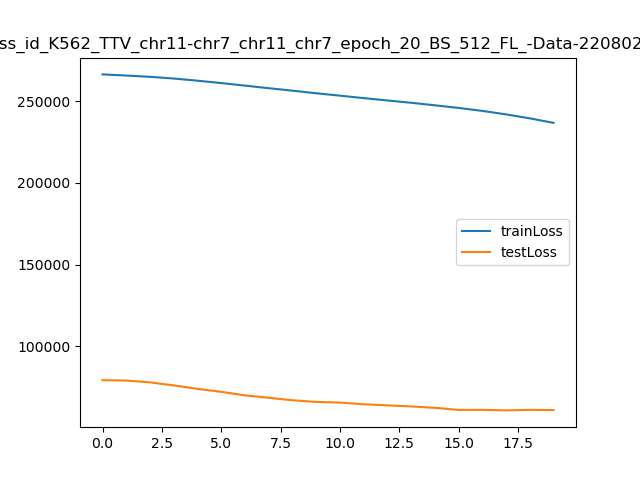 ss_id_K562_TTV_chr11-chr7_chr11_chr7_epoch_20_BS_512_FL_-Data-220802
250000
200000
150000
100000
trainLoss
testLoss
0.0 2.5 5.0 7.5 10.0 12.5 15.0 17.5